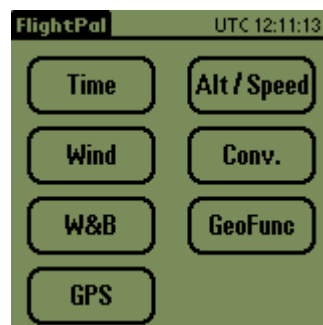 FlightPal UTC 12:11:13
Time Alt / Speed
Wind Conv.
W&B GeoFunc
GPS